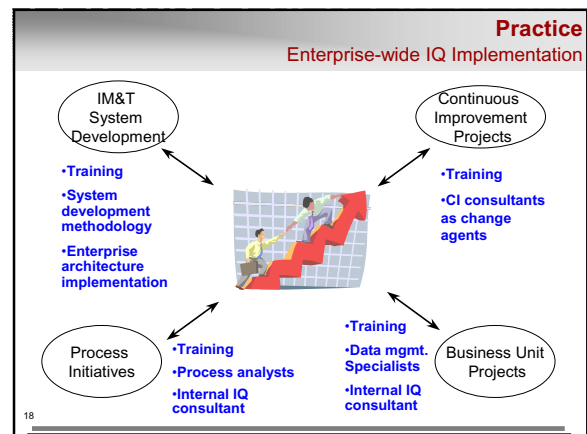 Practice
Enterprise-wide IQ Implementation
IM&T
System
Development
•Training
•System
development
methodology
•Enterprise
architecture
implementation
Continuous
Improvement
Projects
•Training
•CI consultants
as change
agents
Process
Initiatives
•Training
•Process analysts
•Internal IQ
consultant
•Training
•Data mgmt.
Specialists
•Internal IQ
consultant
Business Unit
Projects
18